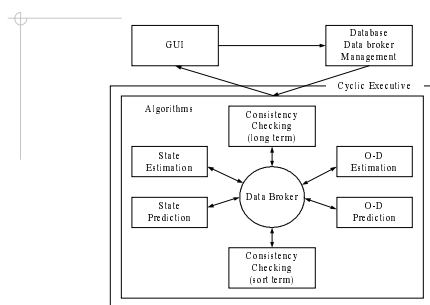 GUI
Database
Data broker
Management
Cyclic Executive
Algorithms
Consistency
Checking
(long term)
State
Estimation
O-D
Estimation
Data Broker
State
Prediction
O-D
Prediction
Consistency
Checking
(sort term)